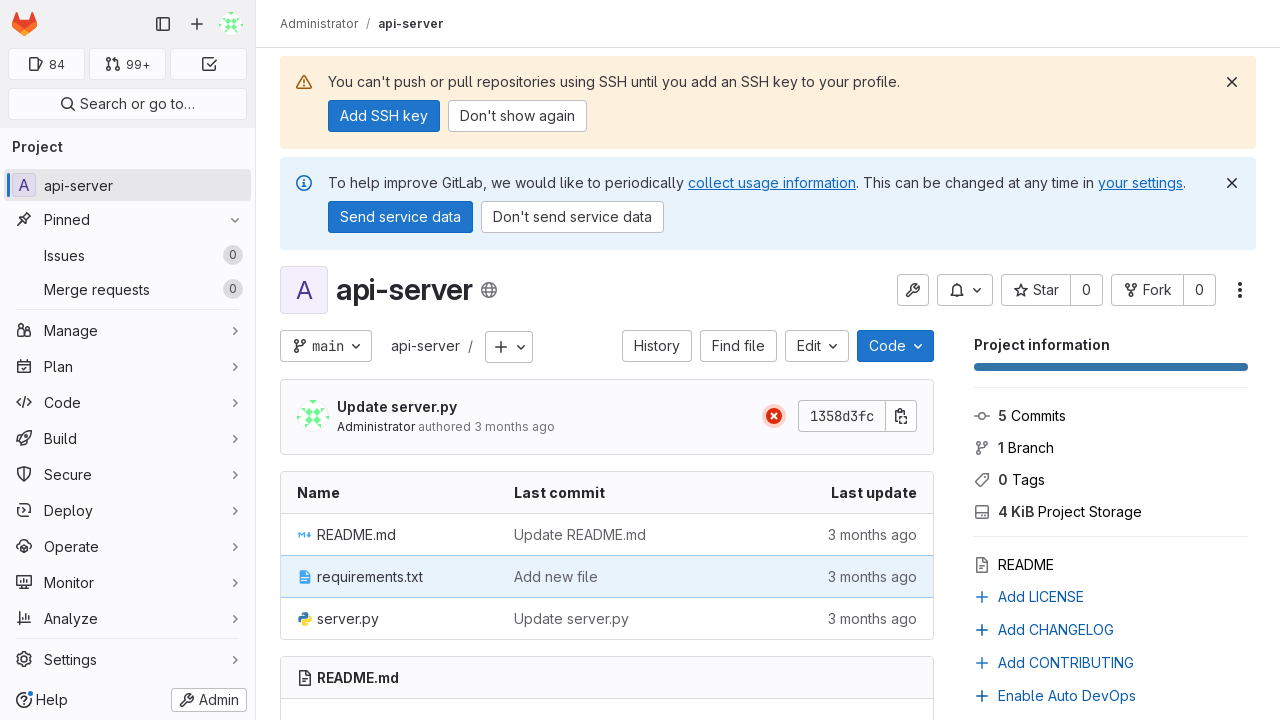 Administrator / api-server
84
99+
Search or go to…
Project
A api-server
Pinned
Issues 0
Merge requests 0
Manage
Plan
Code
Build
Secure
Deploy
Operate
Monitor
Analyze
Settings
Help
Admin
You can't push or pull repositories using SSH until you add an SSH key to your profile.
Add SSH key Don't show again
To help improve GitLab, we would like to periodically collect usage information. This can be changed at any time in your settings.
Send service data Don't send service data
A api-server
Star 0 Fork 0
main api-server / History Find file Edit Code
Update server.py
Administrator authored 3 months ago
1358d3fc
Name Last commit Last update
README.md Update README.md 3 months ago
requirements.txt Add new file 3 months ago
server.py Update server.py 3 months ago
README.md
Project information
5 Commits
1 Branch
0 Tags
4 KiB Project Storage
README
Add LICENSE
Add CHANGELOG
Add CONTRIBUTING
Enable Auto DevOps